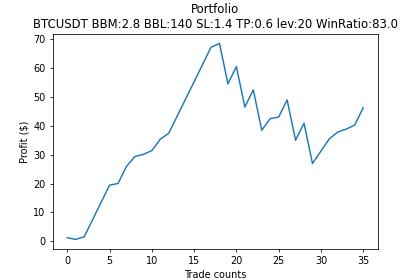 Portfolio
BTCUSDT BBM:2.8 BBL:140 SL:1.4 TP:0.6 lev:20 WinRatio:83.0
70
60
50
40
30
20
10
0
Profit ($)
0 5 10 15 20 25 30 35
Trade counts